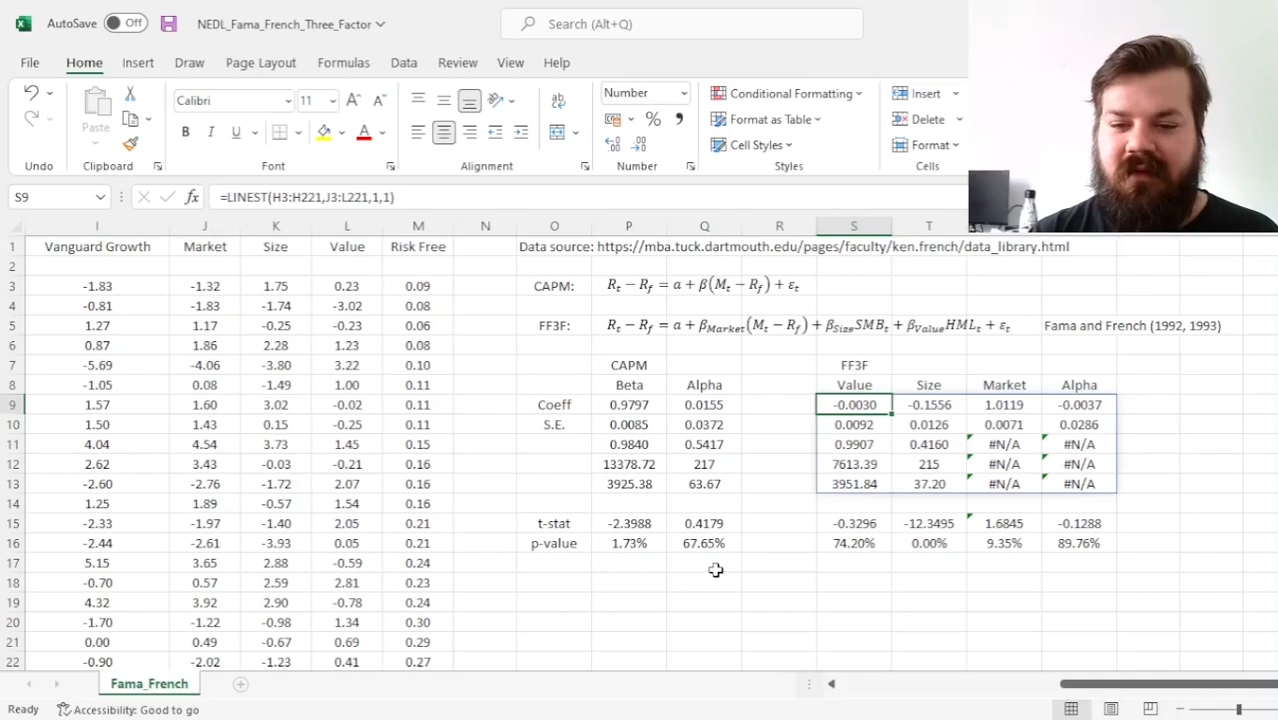 AutoSave Off NEDL_Fama_French_Three_Factor Search (Alt+Q)
File Home Insert Draw Page Layout Formulas Data Review View Help
Calibri 11 Number Conditional Formatting Insert
Paste Format as Table Delete
B I U A Cell Styles Format
Undo Clipboard Font Alignment Number Styles Cells
S9 fx =LINEST(H3:H221,J3:L221,1,1)
I J K L M N O P Q R S T
1 Vanguard Growth Market Size Value Risk Free Data source: https://mba.tuck.dartmouth.edu/pages/faculty/ken.french/data_library.html
2
3 -1.83 -1.32 1.75 0.23 0.09 CAPM: Rₜ − R_f = a + β(Mₜ − R_f) + εₜ
4 -0.81 -1.83 -1.74 -3.02 0.08
5 1.27 1.17 -0.25 -0.23 0.06 FF3F: Rₜ − R_f = a + β_Market(Mₜ − R_f) + β_Size SMBₜ + β_Value HMLₜ + εₜ Fama and French (1992, 1993)
6 0.87 1.86 2.28 1.23 0.08
7 -5.69 -4.06 -3.80 3.22 0.10 CAPM FF3F
8 -1.05 0.08 -1.49 1.00 0.11 Beta Alpha Value Size Market Alpha
9 1.57 1.60 3.02 -0.02 0.11 Coeff 0.9797 0.0155 -0.0030 -0.1556 1.0119 -0.0037
10 1.50 1.43 0.15 -0.25 0.11 S.E. 0.0085 0.0372 0.0092 0.0126 0.0071 0.0286
11 4.04 4.54 3.73 1.45 0.15 0.9840 0.5417 0.9907 0.4160 #N/A #N/A
12 2.62 3.43 -0.03 -0.21 0.16 13378.72 217 7613.39 215 #N/A #N/A
13 -2.60 -2.76 -1.72 2.07 0.16 3925.38 63.67 3951.84 37.20 #N/A #N/A
14 1.25 1.89 -0.57 1.54 0.16
15 -2.33 -1.97 -1.40 2.05 0.21 t-stat -2.3988 0.4179 -0.3296 -12.3495 1.6845 -0.1288
16 -2.44 -2.61 -3.93 0.05 0.21 p-value 1.73% 67.65% 74.20% 0.00% 9.35% 89.76%
17 5.15 3.65 2.88 -0.59 0.24
18 -0.70 0.57 2.59 2.81 0.23
19 4.32 3.92 2.90 -0.78 0.24
20 -1.70 -1.22 -0.98 1.34 0.30
21 0.00 0.49 -0.67 0.69 0.29
22 -0.90 -2.02 -1.23 0.41 0.27
Fama_French
Ready Accessibility: Good to go